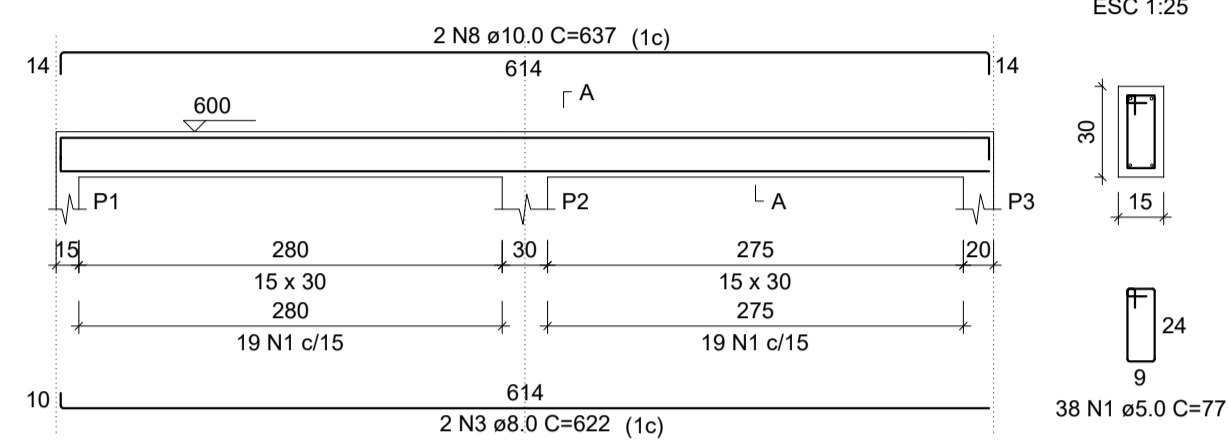 ESC 1:25
2 N8 ø10.0 C=637 (1c)
14
614
14
A
600
30
P1
P2
A
P3
15
15
280
30
275
20
15 x 30
15 x 30
280
275
19 N1 c/15
19 N1 c/15
24
9
38 N1 ø5.0 C=77
10
614
2 N3 ø8.0 C=622 (1c)